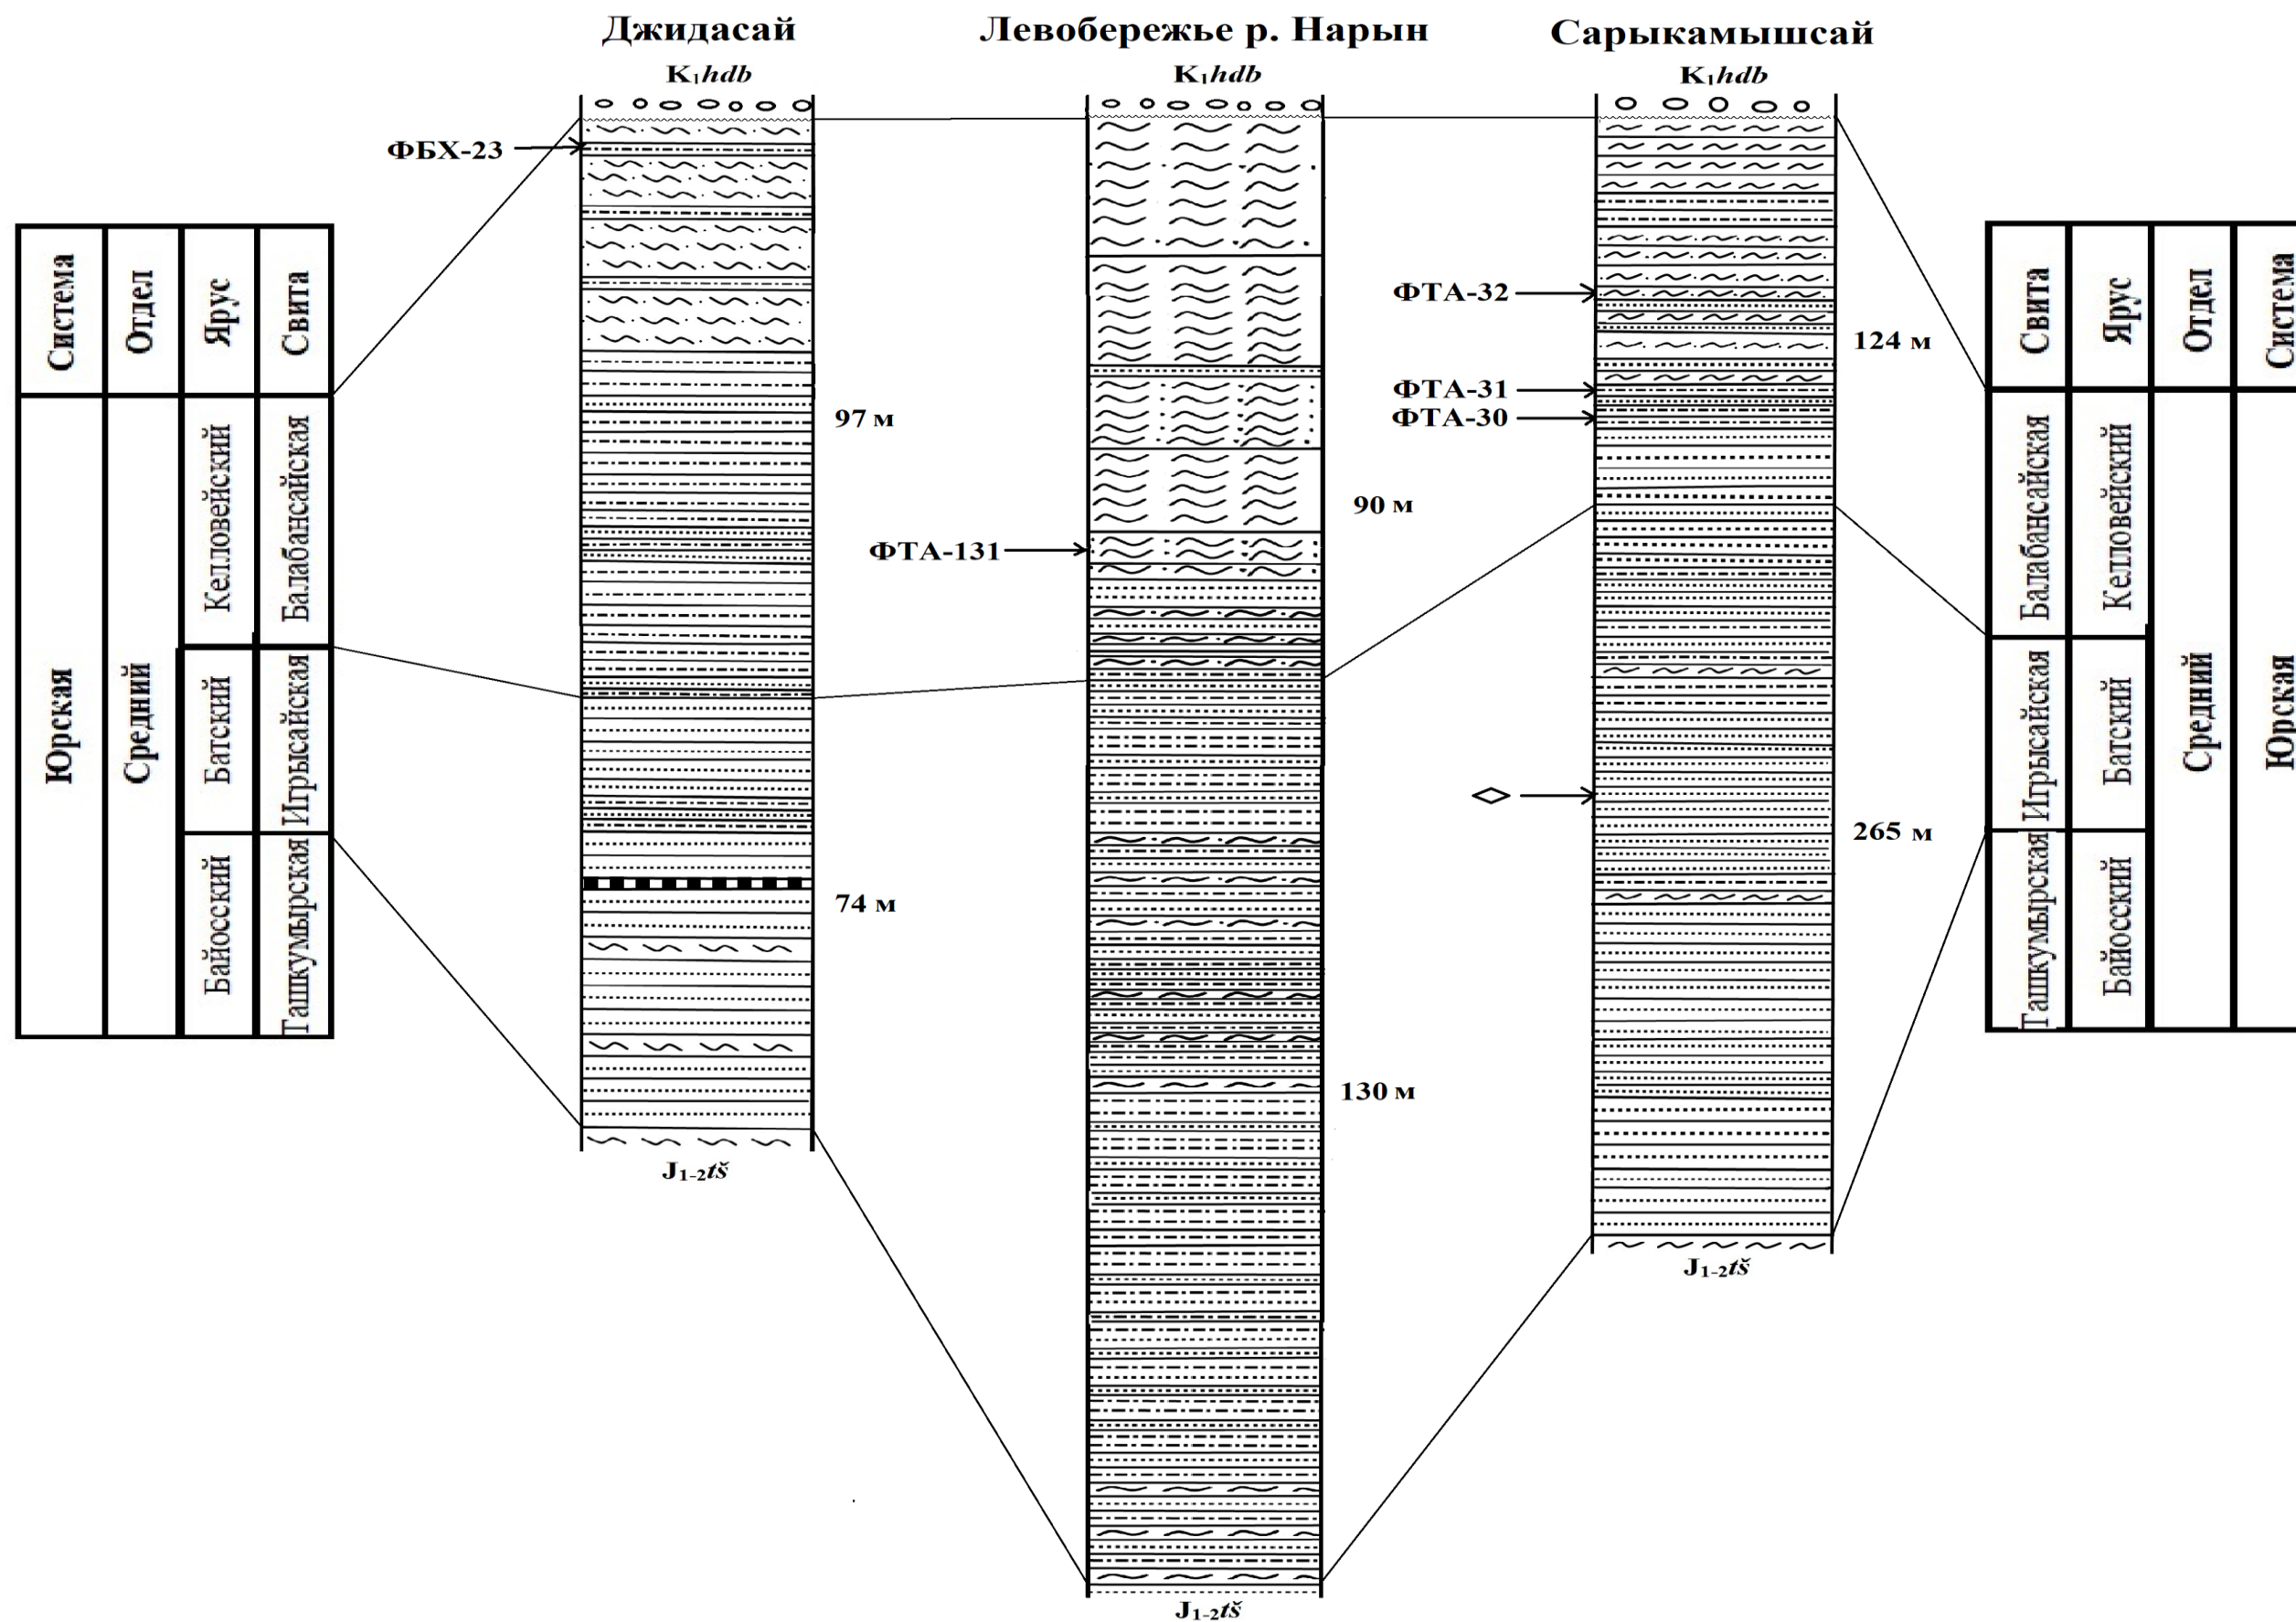 Джидасай
Левобережье р. Нарын
Сарыкамышсай
K₁hdb
K₁hdb
K₁hdb
ФБХ-23
Система
Отдел
Ярус
Свита
Юрская
Средний
Келловейский
Балабансайская
Батский
Игрысайская
Байосский
Ташкумырская
97 м
74 м
J₁₋₂tš
ФТА-131
90 м
130 м
J₁₋₂tš
ФТА-32
ФТА-31
ФТА-30
124 м
265 м
J₁₋₂tš
Свита
Ярус
Отдел
Система
Балабансайская
Келловейский
Игрысайская
Батский
Ташкумырская
Байосский
Средний
Юрская